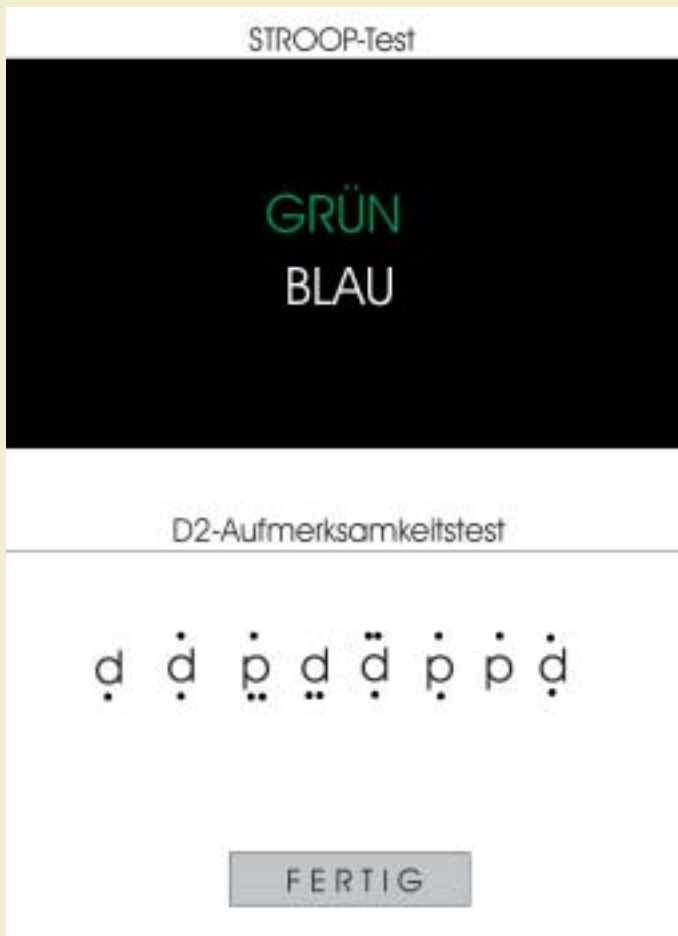 STROOP-Test
GRÜN
BLAU
D2-Aufmerksamkeitstest
ḍ ḍ̇ ṗ̤ d̤ ḍ̈ ṗ̣ ṗ ḍ̇
FERTIG